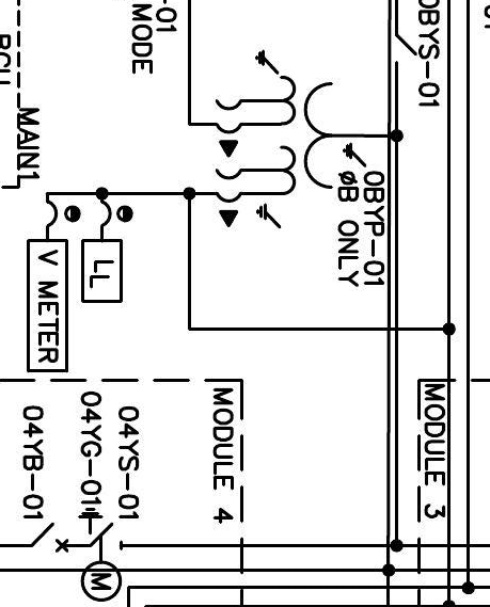 -01
MODE
MAIN1
0BYS-01
0BYP-01
ØB ONLY
LL
V METER
MODULE 3
MODULE 4
04YS-01
04YG-01
04YB-01
M